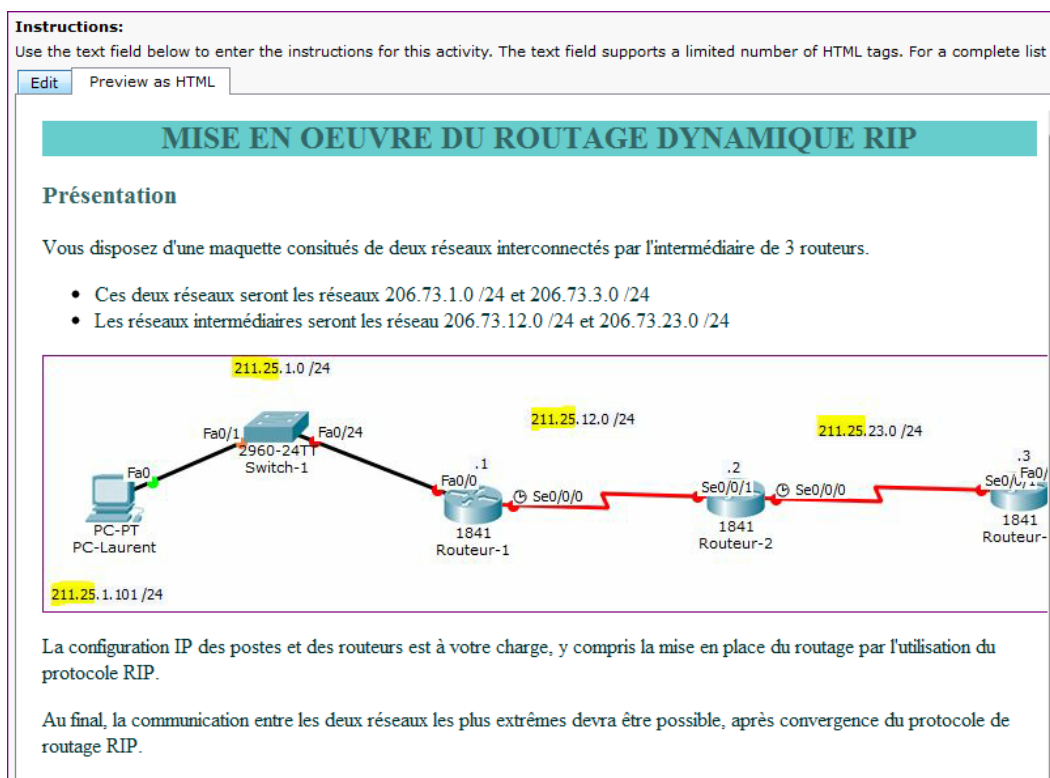 Instructions:
Use the text field below to enter the instructions for this activity. The text field supports a limited number of HTML tags. For a complete list
Edit Preview as HTML
MISE EN OEUVRE DU ROUTAGE DYNAMIQUE RIP
Présentation
Vous disposez d'une maquette consitués de deux réseaux interconnectés par l'intermédiaire de 3 routeurs.
• Ces deux réseaux seront les réseaux 206.73.1.0 /24 et 206.73.3.0 /24
• Les réseaux intermédiaires seront les réseau 206.73.12.0 /24 et 206.73.23.0 /24
211.25.1.0 /24
211.25.12.0 /24
211.25.23.0 /24
Fa0/1
Fa0/24
2960-24TT
Switch-1
Fa0
PC-PT
PC-Laurent
211.25.1.101 /24
.1
Fa0/0
Se0/0/0
1841
Routeur-1
.2
Se0/0/1
Se0/0/0
1841
Routeur-2
.3
Fa0/
Se0/0/1
1841
Routeur-
La configuration IP des postes et des routeurs est à votre charge, y compris la mise en place du routage par l'utilisation du
protocole RIP.
Au final, la communication entre les deux réseaux les plus extrêmes devra être possible, après convergence du protocole de
routage RIP.